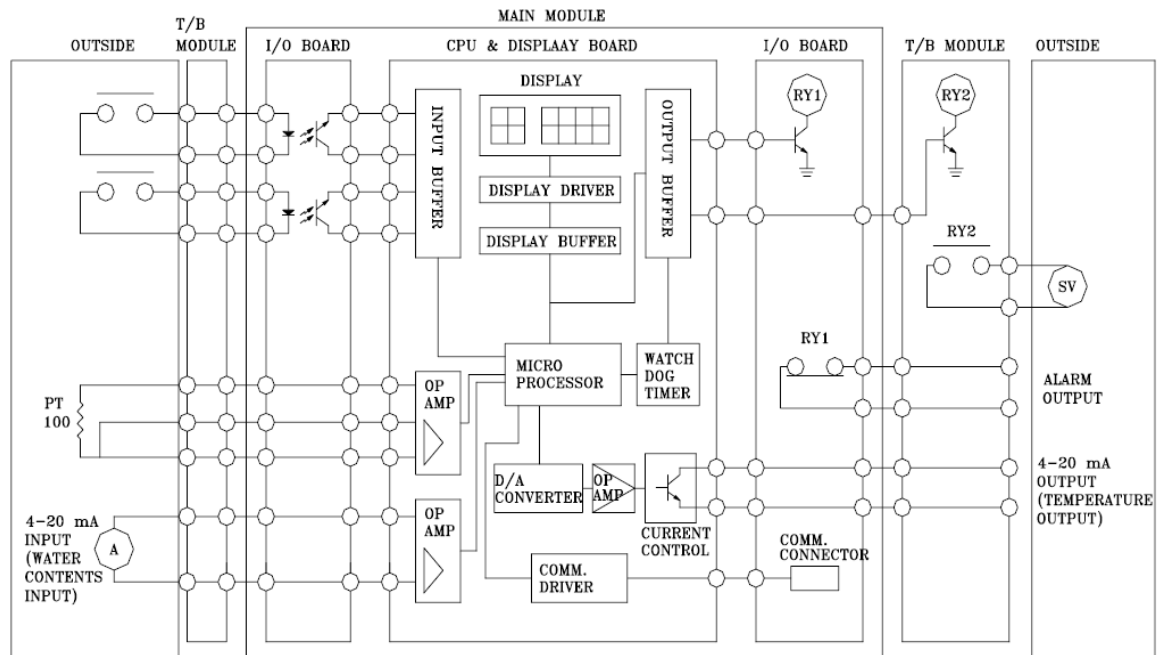 MAIN MODULE
T/B
MODULE
OUTSIDE
I/O BOARD
CPU & DISPLAAY BOARD
I/O BOARD
T/B MODULE
OUTSIDE
DISPLAY
RY1
RY2
INPUT BUFFER
OUTPUT BUFFER
DISPLAY DRIVER
DISPLAY BUFFER
RY2
SV
RY1
MICRO
PROCESSOR
WATCH
DOG
TIMER
PT
100
OP
AMP
ALARM
OUTPUT
D/A
CONVERTER
OP
AMP
CURRENT
CONTROL
4-20 mA
OUTPUT
(TEMPERATURE
OUTPUT)
4-20 mA
INPUT
(WATER
CONTENTS
INPUT)
A
OP
AMP
COMM.
DRIVER
COMM.
CONNECTOR